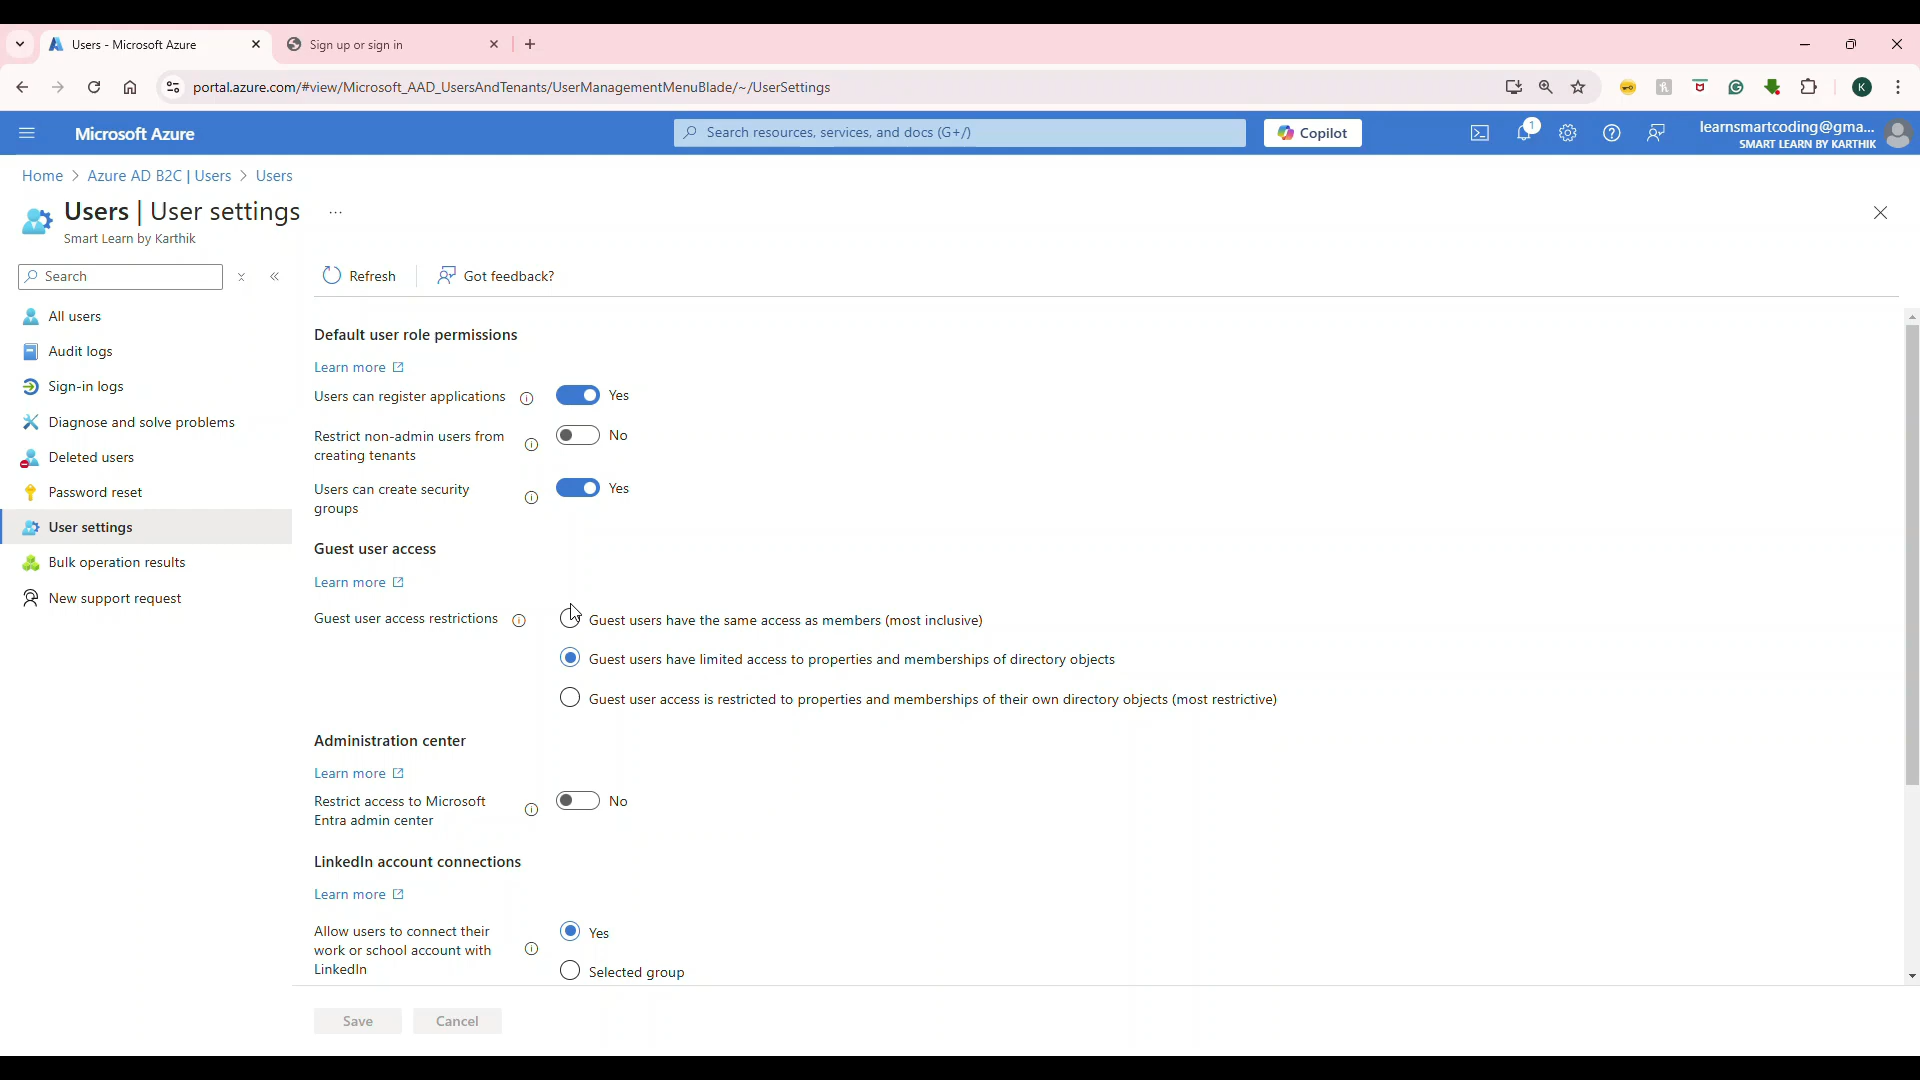 Users - Microsoft Azure
Sign up or sign in
portal.azure.com/#view/Microsoft_AAD_UsersAndTenants/UserManagementMenuBlade/~/UserSettings
K
Microsoft Azure
Search resources, services, and docs (G+/)
Copilot
1
learnsmartcoding@gma...
SMART LEARN BY KARTHIK
Home > Azure AD B2C | Users > Users
Users | User settings ...
Smart Learn by Karthik
Search
Refresh
Got feedback?
All users
Audit logs
Sign-in logs
Diagnose and solve problems
Deleted users
Password reset
User settings
Bulk operation results
New support request
Default user role permissions
Learn more
Users can register applications
Yes
Restrict non-admin users from
creating tenants
No
Users can create security
groups
Yes
Guest user access
Learn more
Guest user access restrictions
Guest users have the same access as members (most inclusive)
Guest users have limited access to properties and memberships of directory objects
Guest user access is restricted to properties and memberships of their own directory objects (most restrictive)
Administration center
Learn more
Restrict access to Microsoft
Entra admin center
No
LinkedIn account connections
Learn more
Allow users to connect their
work or school account with
LinkedIn
Yes
Selected group
Save
Cancel